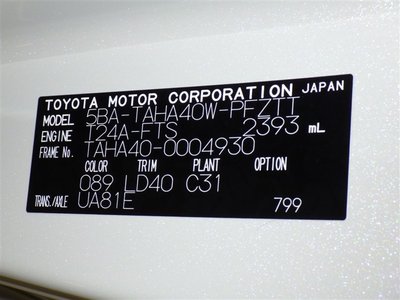 TOYOTA MOTOR CORPORATION JAPAN
MODEL 5BA-TAHA40W-PFZTT
ENGINE T24A-FTS 2393 mL
FRAME No. TAHA40-0004930
COLOR TRIM PLANT OPTION
089 LD40 C31
TRANS./AXLE UA81E 799